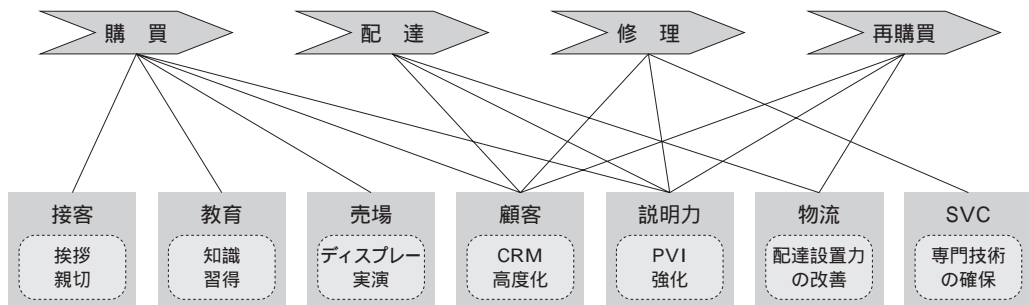 購　買
配　達
修　理
再購買
接客
挨拶
親切
教育
知識
習得
売場
ディスプレー
実演
顧客
CRM
高度化
説明力
PVI
強化
物流
配達設置力
の改善
SVC
専門技術
の確保